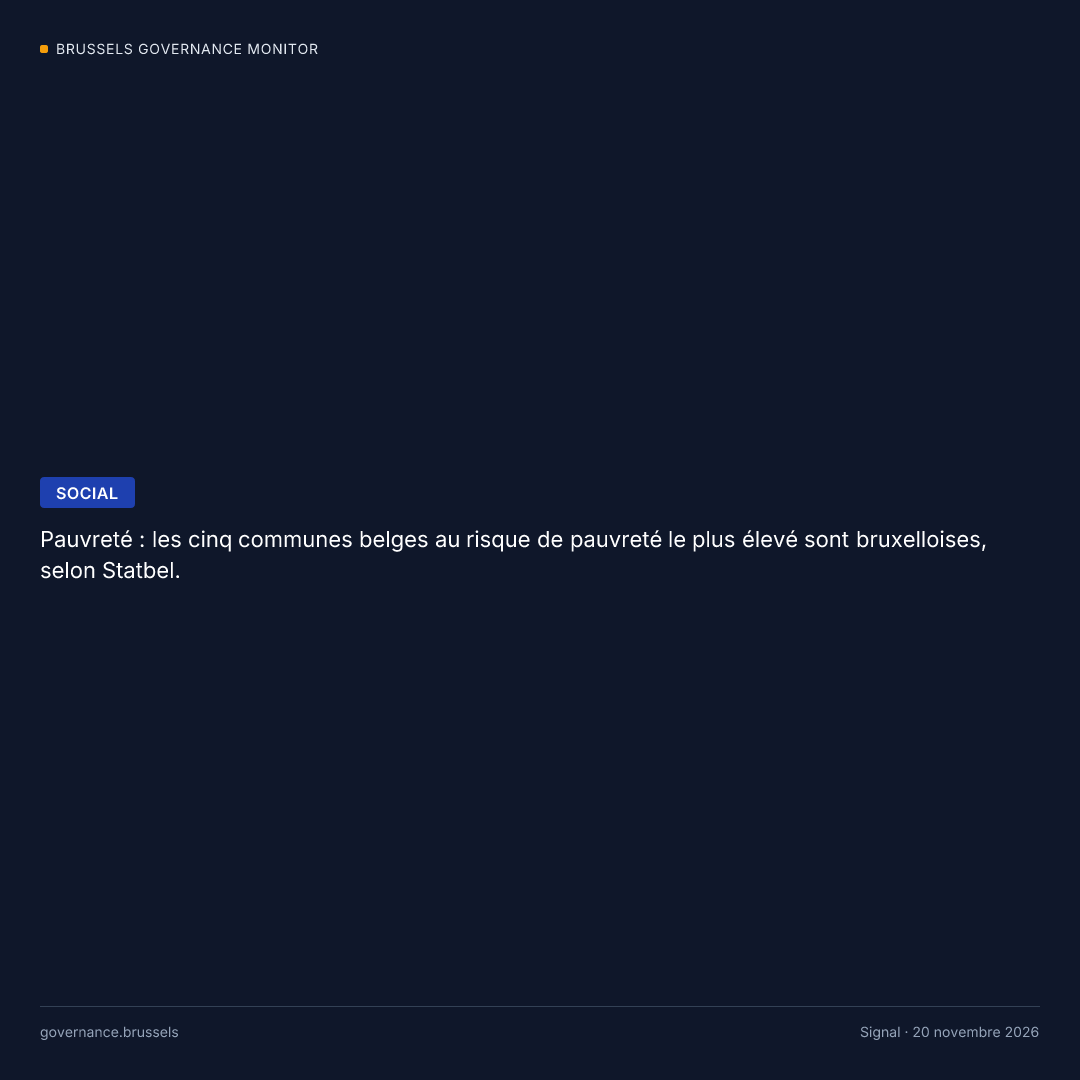 BRUSSELS GOVERNANCE MONITOR
SOCIAL
Pauvreté : les cinq communes belges au risque de pauvreté le plus élevé sont bruxelloises,
selon Statbel.
governance.brussels
Signal · 20 novembre 2026